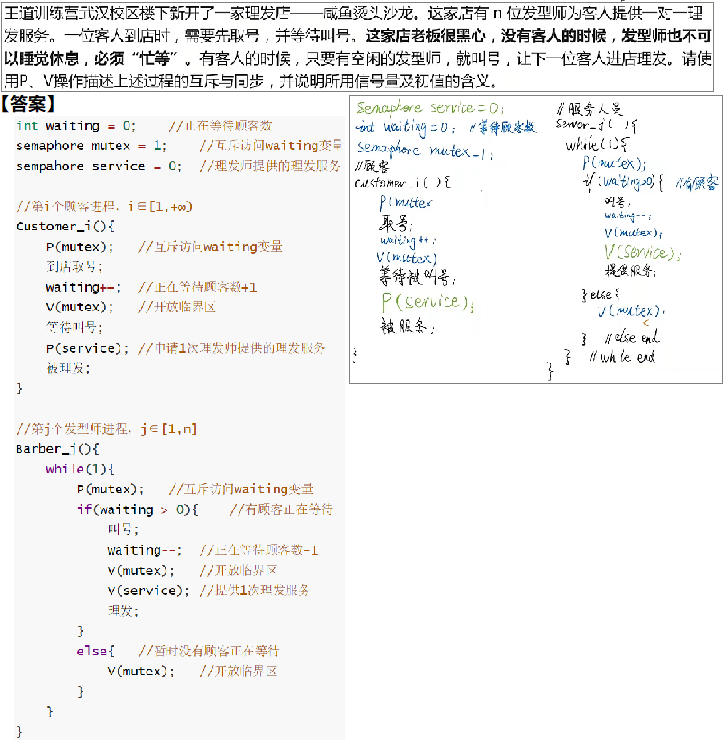 王道训练营武汉校区楼下新开了一家理发店——咸鱼烫头沙龙。这家店有 n 位发型师为客人提供一对一理
发服务。一位客人到店时，需要先取号，并等待叫号。这家店老板很黑心，没有客人的时候，发型师也不可
以睡觉休息，必须“忙等”。有客人的时候，只要有空闲的发型师，就叫号，让下一位客人进店理发。请使
用P、V操作描述上述过程的互斥与同步，并说明所用信号量及初值的含义。
【答案】
int waiting = 0; //正在等待顾客数
semaphore mutex = 1; //互斥访问waiting变量
sempahore service = 0; //理发师提供的理发服务
//第i个顾客进程，i∈[1,+∞)
Customer_i(){
P(mutex); //互斥访问waiting变量
到店取号;
waiting++; //正在等待顾客数+1
V(mutex); //开放临界区
等待叫号;
P(service); //申请1次理发师提供的理发服务
被理发;
}
//第j个发型师进程，j∈[1,n]
Barber_j(){
while(1){
P(mutex); //互斥访问waiting变量
if(waiting > 0){ //有顾客正在等待
叫号;
waiting--; //正在等待顾客数-1
V(mutex); //开放临界区
V(service); //提供1次理发服务
理发;
}
else{ //暂时没有顾客正在等待
V(mutex); //开放临界区
}
}
}
Semaphore service = 0;
int waiting = 0; //等待顾客数
Semaphore mutex = 1;
//顾客
customer_i(){
P(mutex
取号;
waiting++;
V(mutex)
等待被叫号;
P(service);
被服务;
}
//服务人员
while(1){
P(mutex);
if(waiting>0){ //有顾客
叫号;
waiting--;
V(mutex);
V(service);
提供服务;
}else{
V(mutex);
} //else end
} //while end
}